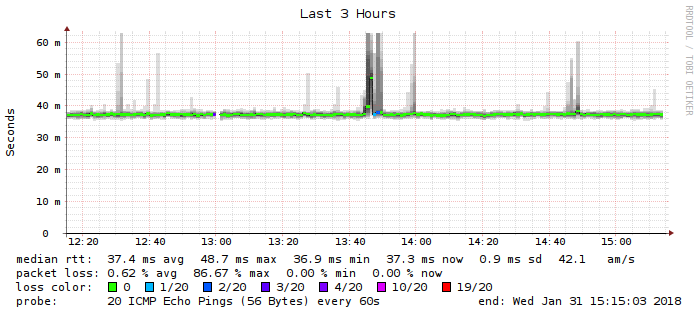 Last 3 Hours
RRDTOOL / TOBI OETIKER
Seconds
60 m
50 m
40 m
30 m
20 m
10 m
0
12:20 12:40 13:00 13:20 13:40 14:00 14:20 14:40 15:00
median rtt: 37.4 ms avg 48.7 ms max 36.9 ms min 37.3 ms now 0.9 ms sd 42.1 am/s
packet loss: 0.62 % avg 86.67 % max 0.00 % min 0.00 % now
loss color: 0 1/20 2/20 3/20 4/20 10/20 19/20
probe: 20 ICMP Echo Pings (56 Bytes) every 60s end: Wed Jan 31 15:15:03 2018